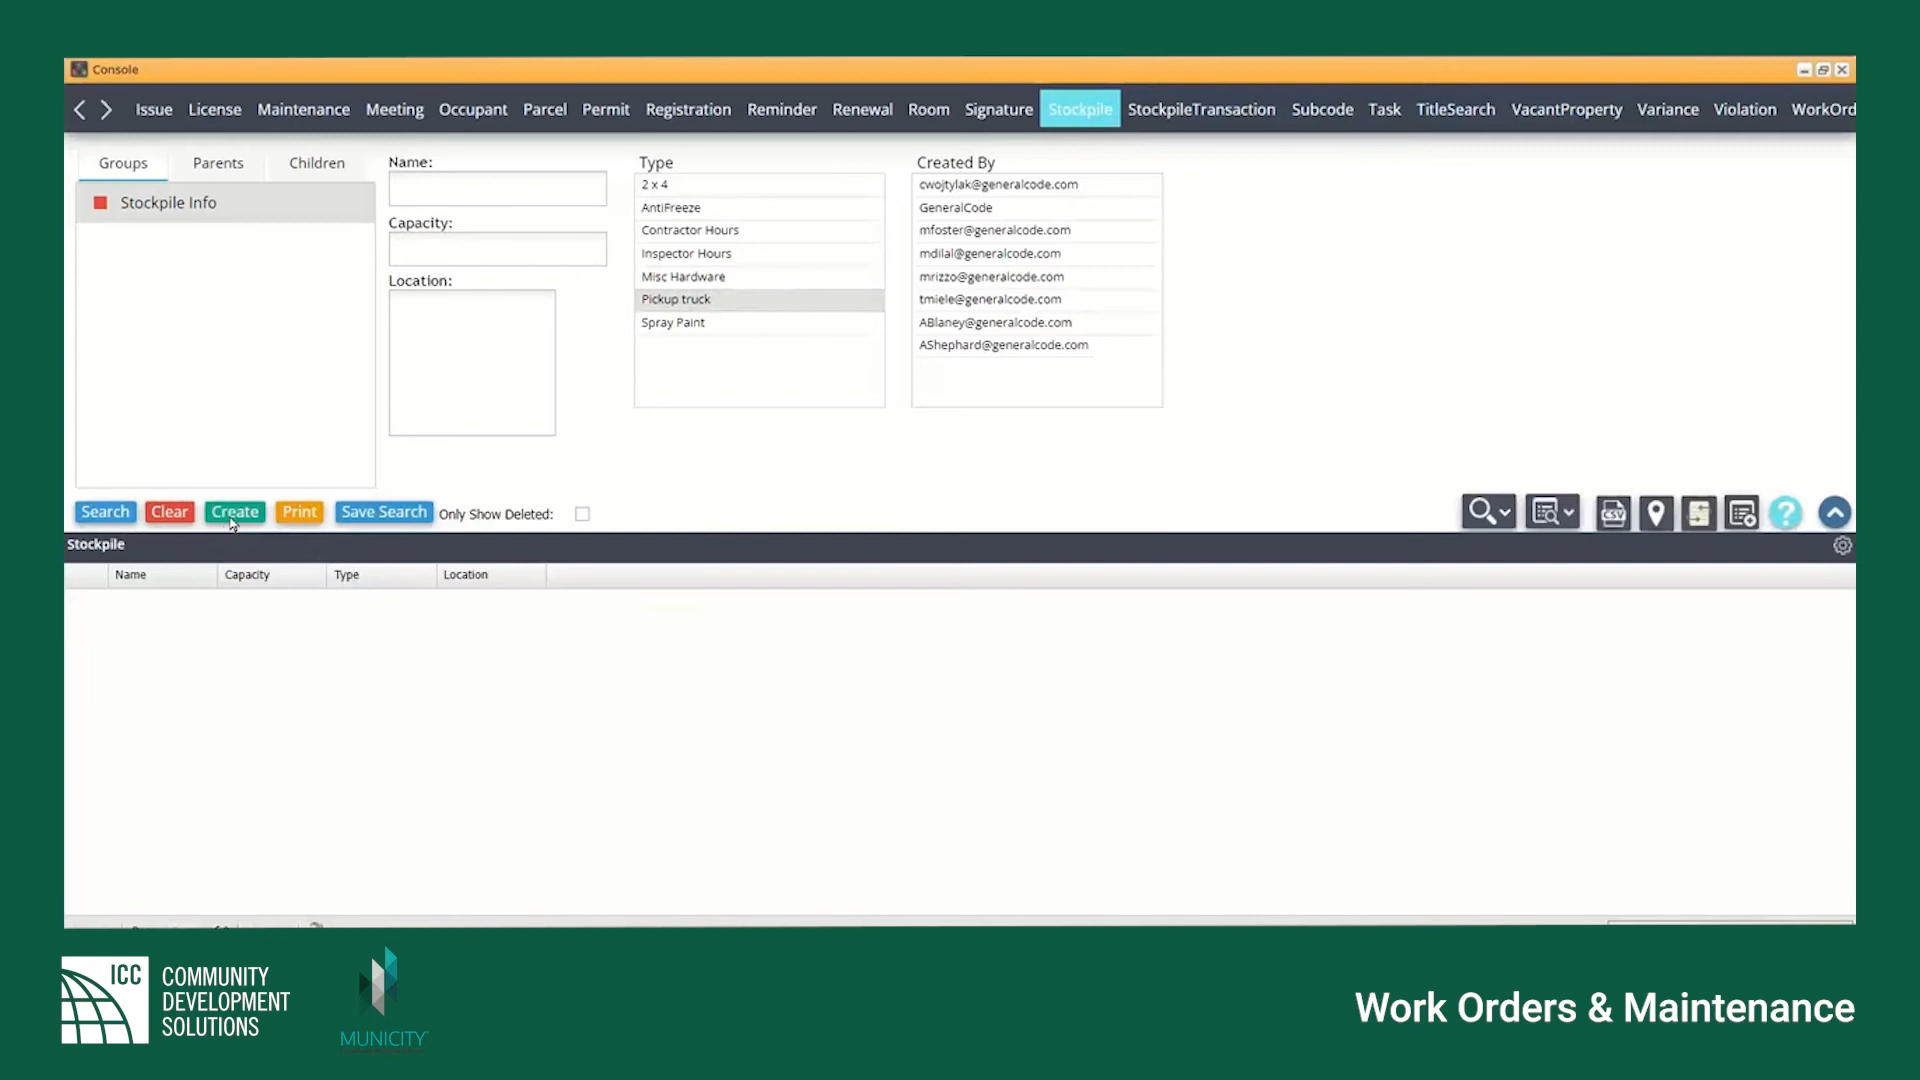 Console
Issue License Maintenance Meeting Occupant Parcel Permit Registration Reminder Renewal Room Signature Stockpile StockpileTransaction Subcode Task TitleSearch VacantProperty Variance Violation WorkOrd
Groups Parents Children
Stockpile Info
Name:
Capacity:
Location:
Type
2 x 4
AntiFreeze
Contractor Hours
Inspector Hours
Misc Hardware
Pickup truck
Spray Paint
Created By
cwojtylak@generalcode.com
GeneralCode
mfoster@generalcode.com
mdilal@generalcode.com
mrizzo@generalcode.com
tmiele@generalcode.com
ABlaney@generalcode.com
AShephard@generalcode.com
Search Clear Create Print Save Search Only Show Deleted:
CSV
?
Stockpile
Name Capacity Type Location
ICC
COMMUNITY
DEVELOPMENT
SOLUTIONS
MUNICITY
Work Orders & Maintenance